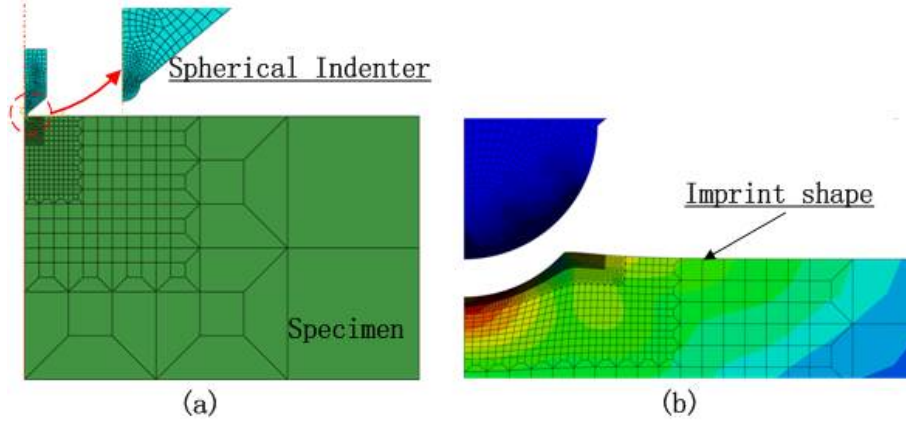 Spherical Indenter
Imprint shape
Specimen
(a)
(b)